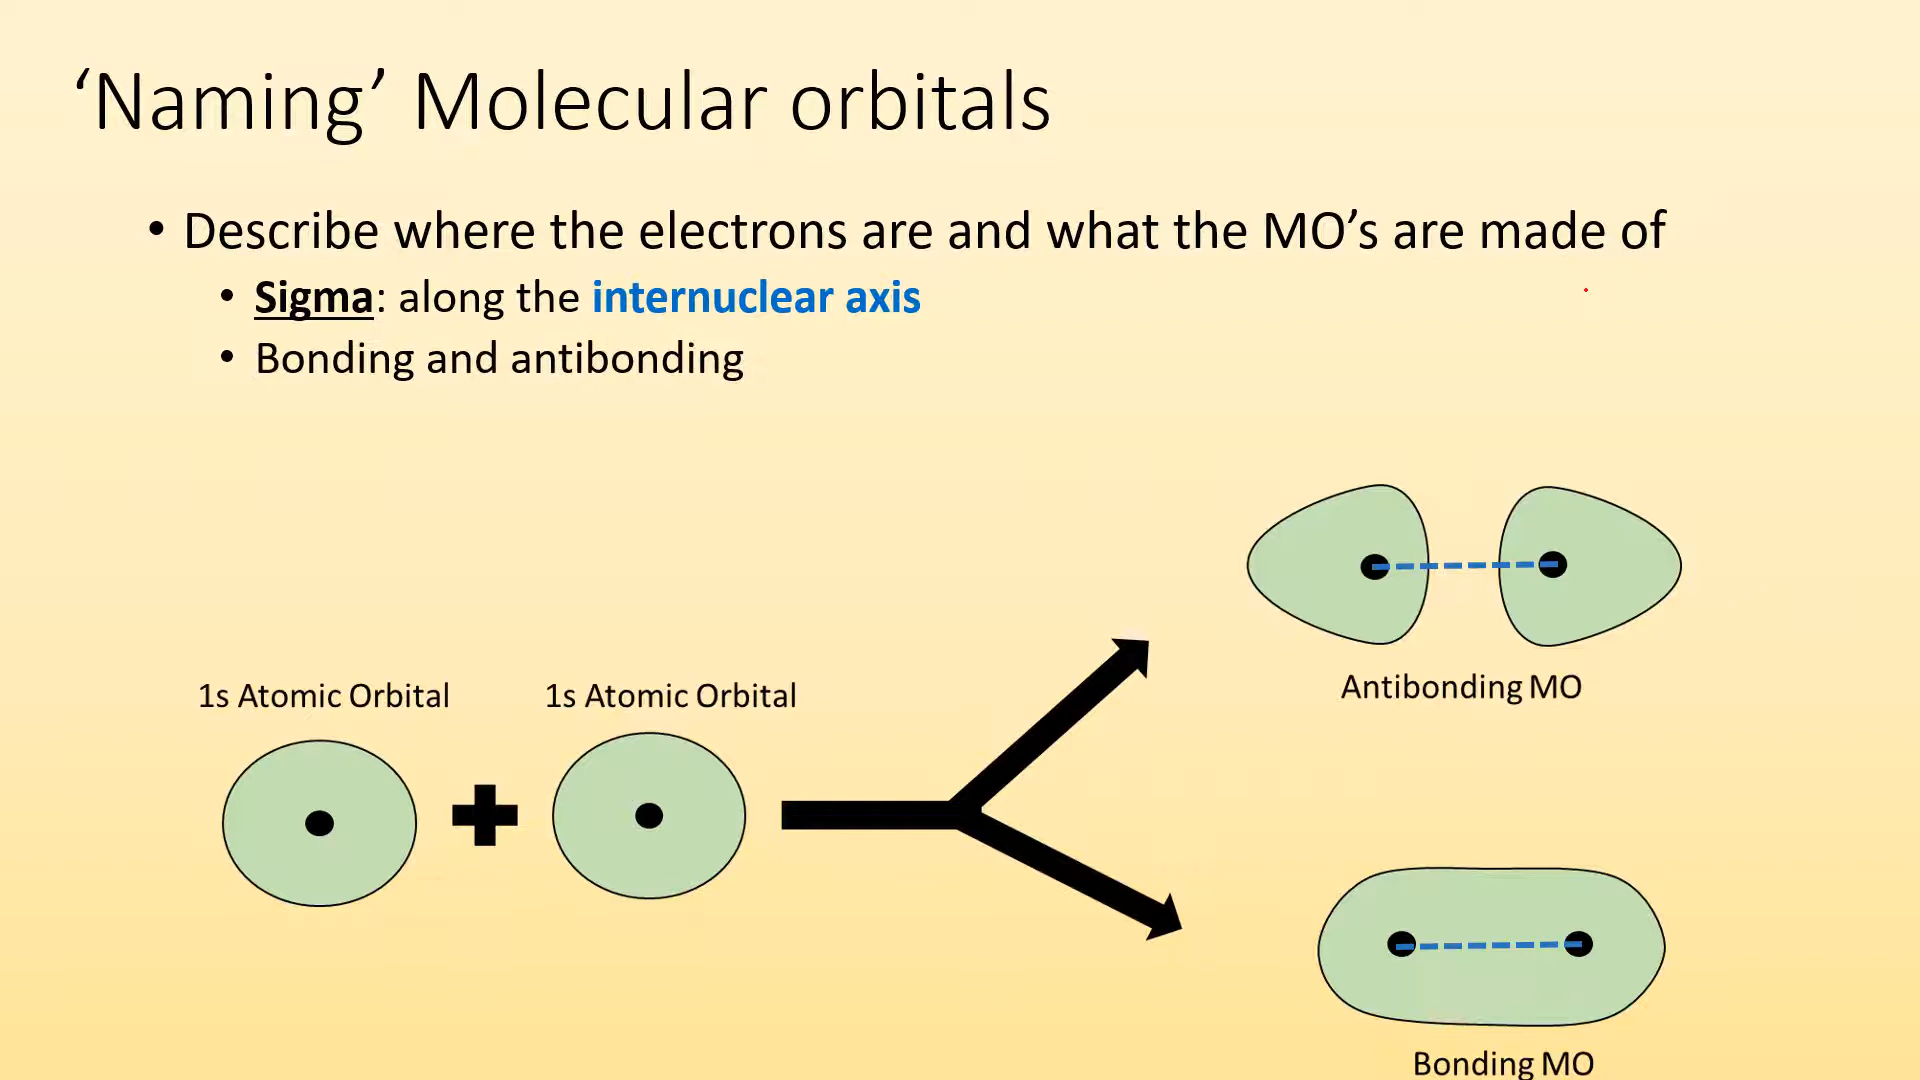 ‘Naming’ Molecular orbitals
• Describe where the electrons are and what the MO’s are made of
• Sigma: along the internuclear axis
• Bonding and antibonding
Antibonding MO
1s Atomic Orbital 1s Atomic Orbital
Bonding MO